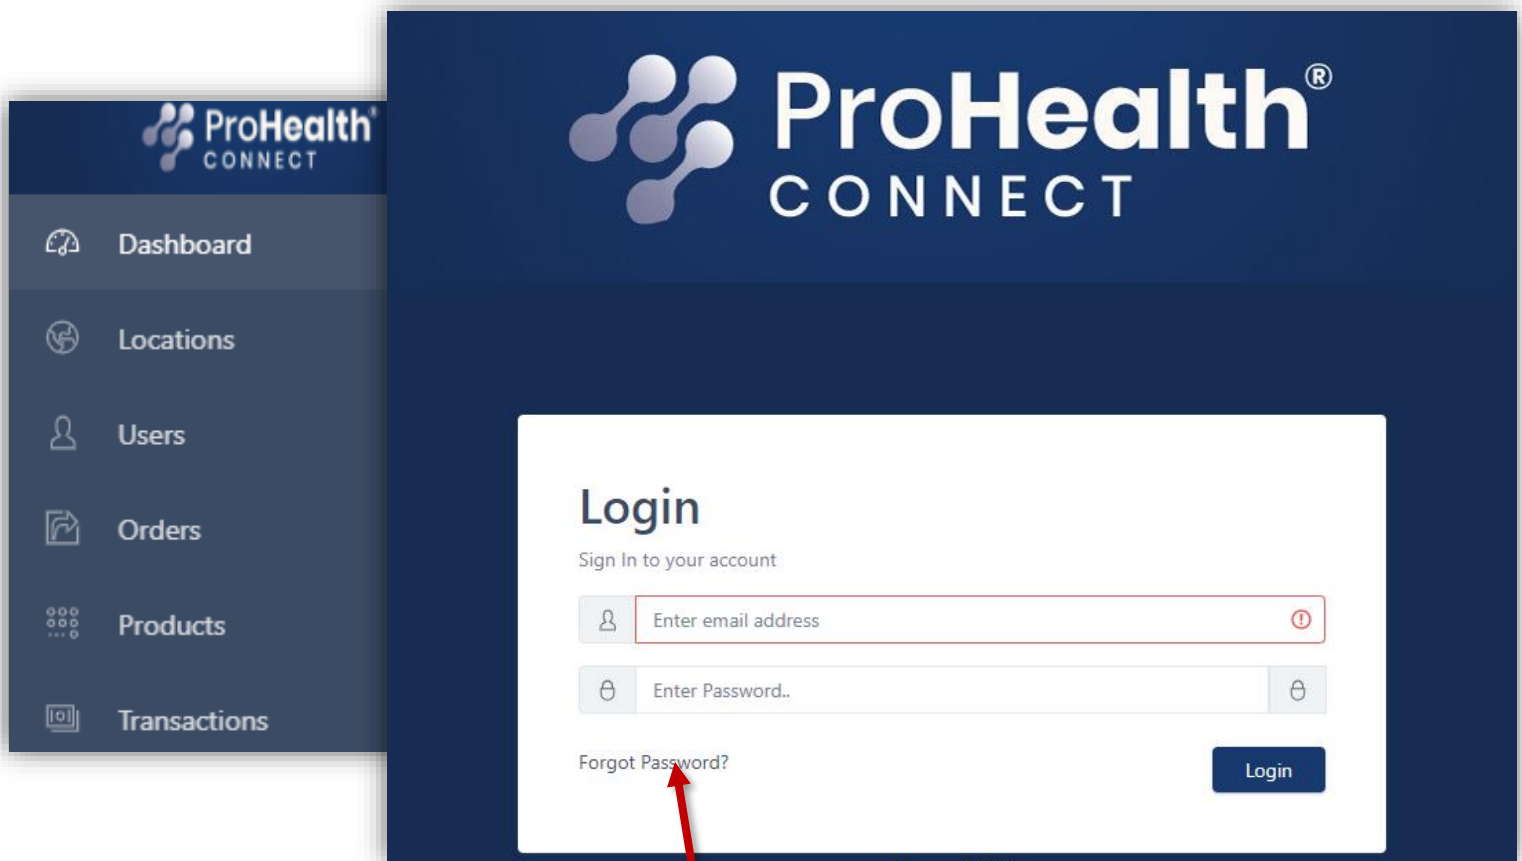 ProHealth®
CONNECT
Dashboard
Locations
Users
Orders
Products
Transactions
ProHealth®
CONNECT
Login
Sign In to your account
Enter email address
Enter Password..
Forgot Password?
Login